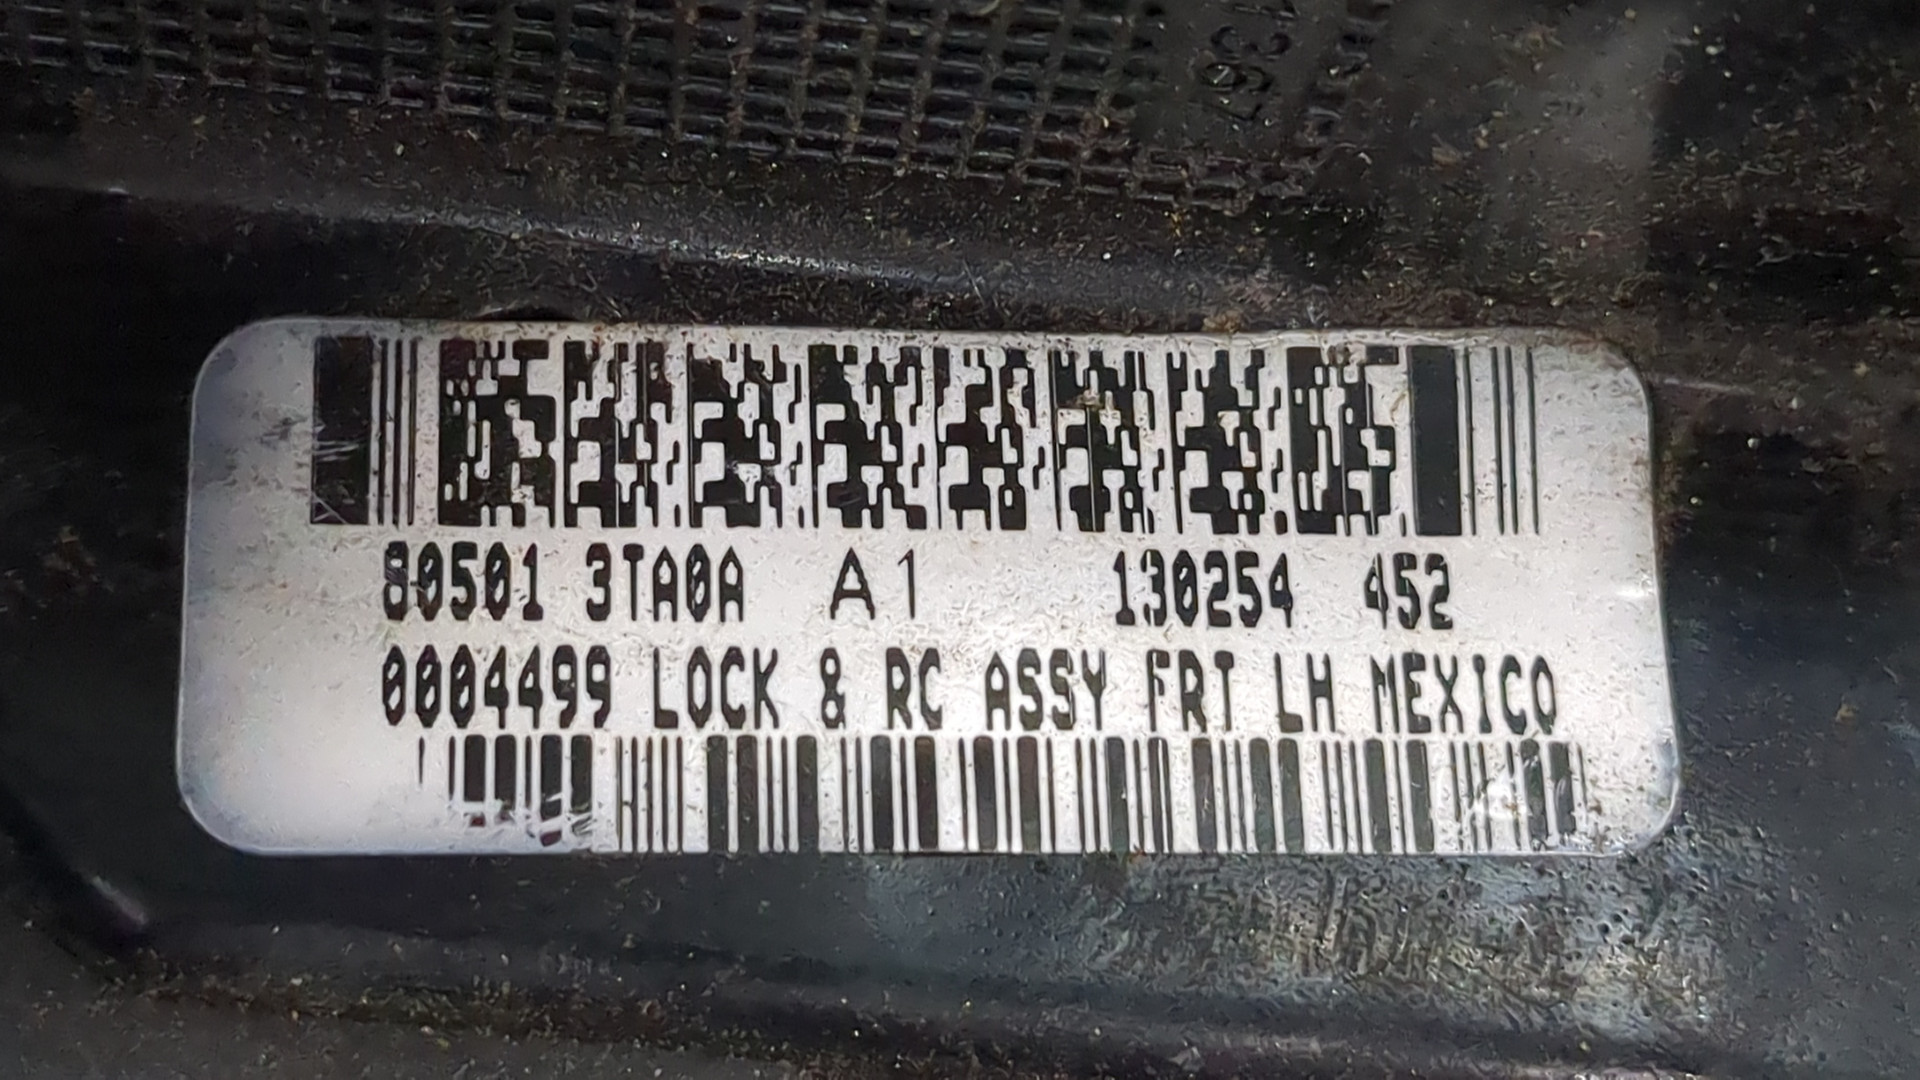 80501 3TA0A A1 130254 452
0004499 LOCK & RC ASSY FRT LH MEXICO